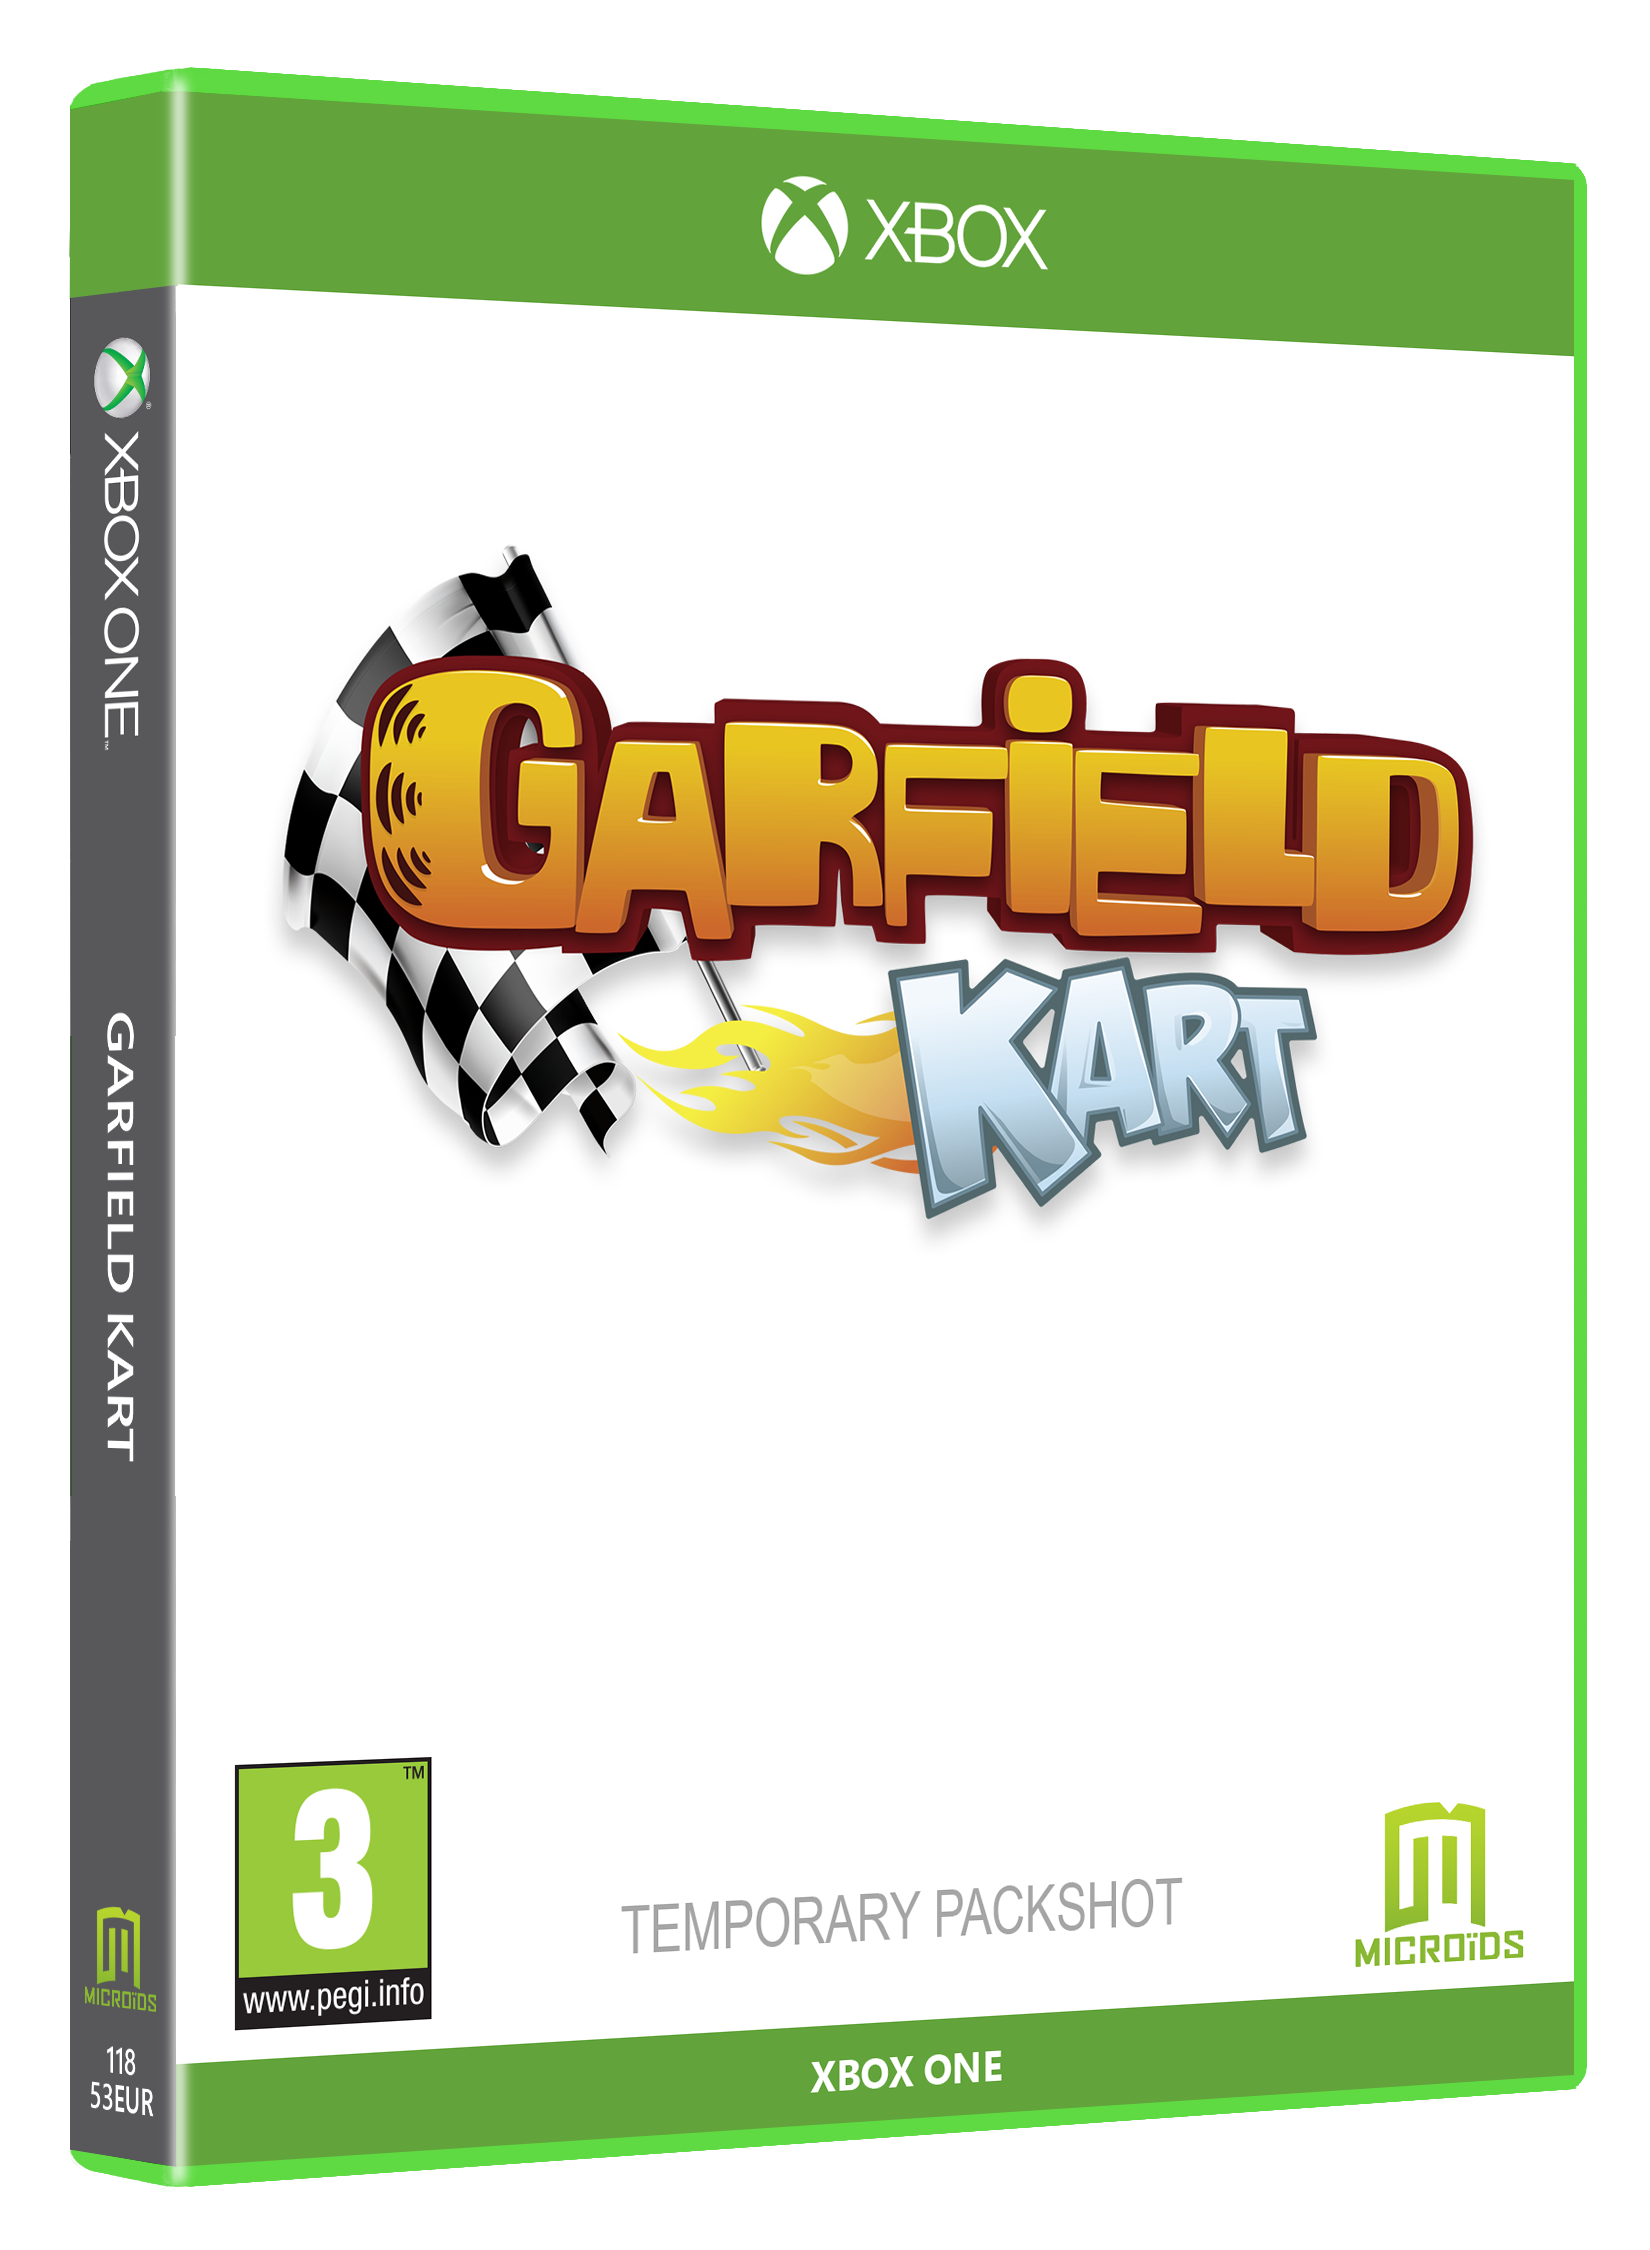 XBOX
GARFiELD
KART
3
™
www.pegi.info
TEMPORARY PACKSHOT
MICROÏDS
XBOX ONE
®
XBOX ONE™
GARFIELD KART
MICROÏDS
118
53EUR